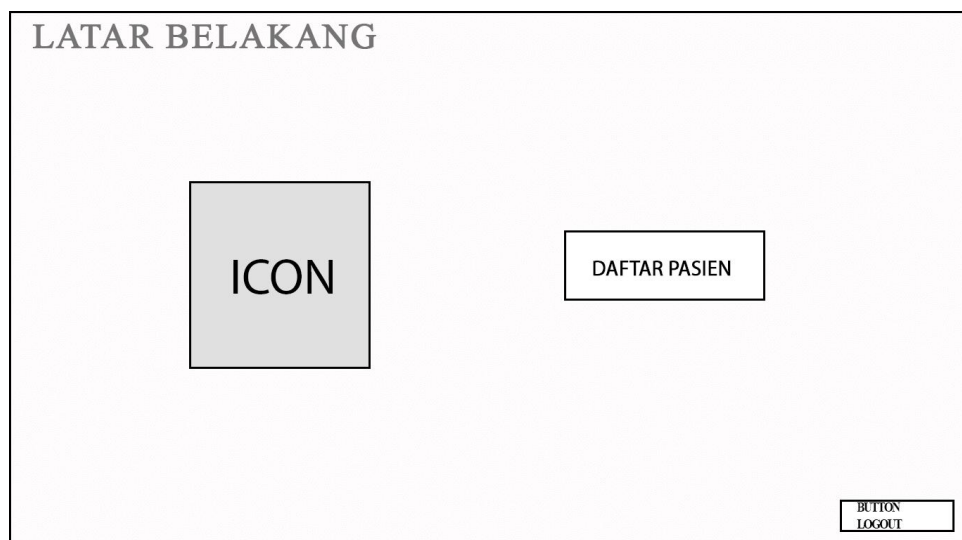 LATAR BELAKANG
ICON
DAFTAR PASIEN
BUTTON
LOGOUT